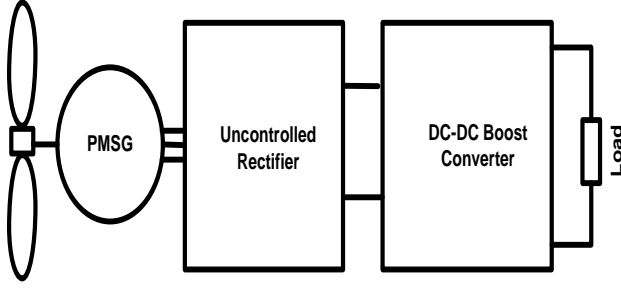 PMSG
Uncontrolled
Rectifier
DC-DC Boost
Converter
Load